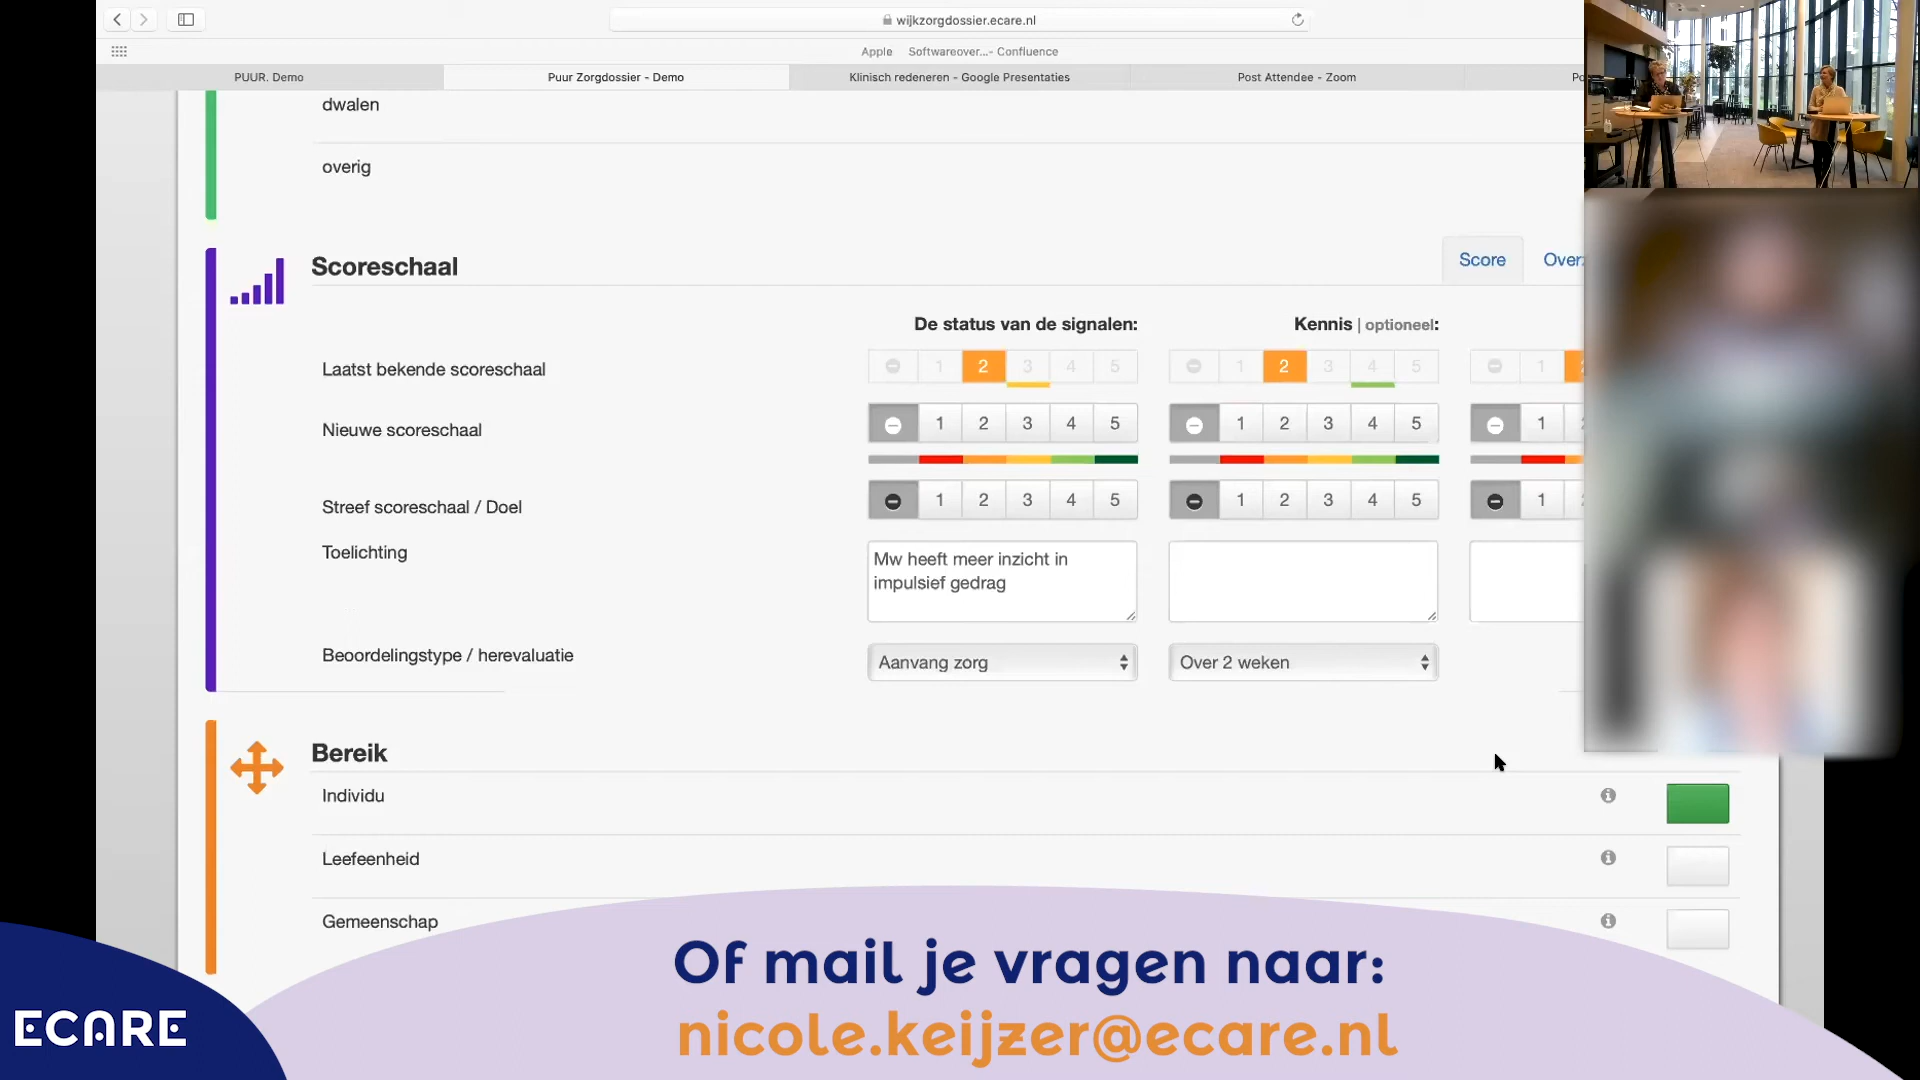 wijkzorgdossier.ecare.nl
Apple Softwareover...- Confluence
PUUR. Demo Puur Zorgdossier - Demo Klinisch redeneren - Google Presentaties Post Attendee - Zoom Po
dwalen
overig
Scoreschaal Score Over
De status van de signalen: Kennis | optioneel:
Laatst bekende scoreschaal 1 2 3 4 5 1 2 3 4 5 1
Nieuwe scoreschaal 1 2 3 4 5 1 2 3 4 5 1
Streef scoreschaal / Doel 1 2 3 4 5 1 2 3 4 5 1
Toelichting Mw heeft meer inzicht in
impulsief gedrag
Beoordelingstype / herevaluatie Aanvang zorg Over 2 weken
Bereik
Individu
Leefeenheid
Gemeenschap
Of mail je vragen naar:
nicole.keijzer@ecare.nl
ECARE